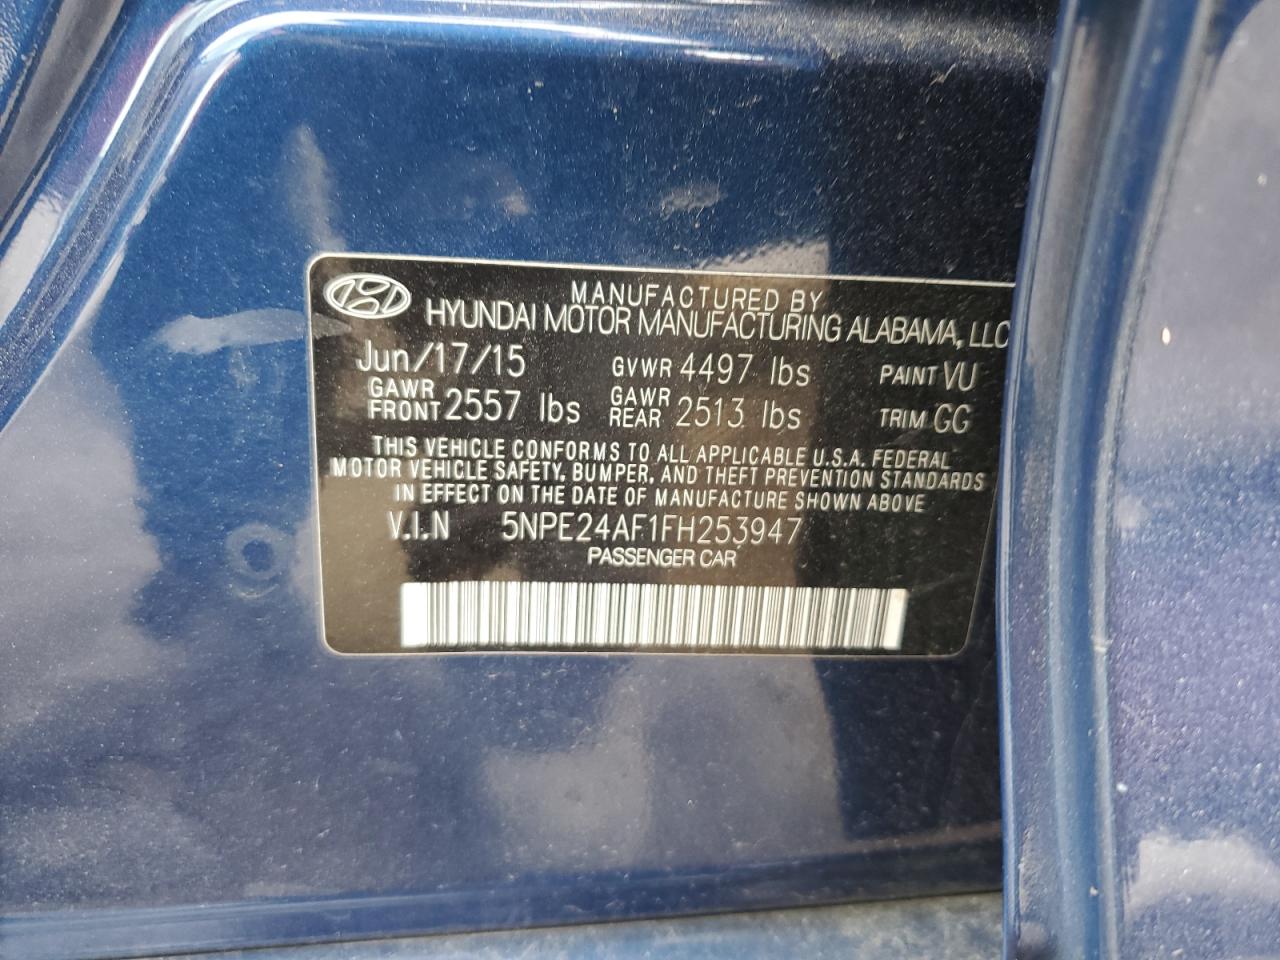 MANUFACTURED BY
HYUNDAI MOTOR MANUFACTURING ALABAMA, LLC
Jun/17/15 GVWR 4497 lbs PAINT VU
GAWR FRONT 2557 lbs GAWR REAR 2513 lbs TRIM GG
THIS VEHICLE CONFORMS TO ALL APPLICABLE U.S.A. FEDERAL
MOTOR VEHICLE SAFETY, BUMPER, AND THEFT PREVENTION STANDARDS
IN EFFECT ON THE DATE OF MANUFACTURE SHOWN ABOVE
V.I.N 5NPE24AF1FH253947
PASSENGER CAR